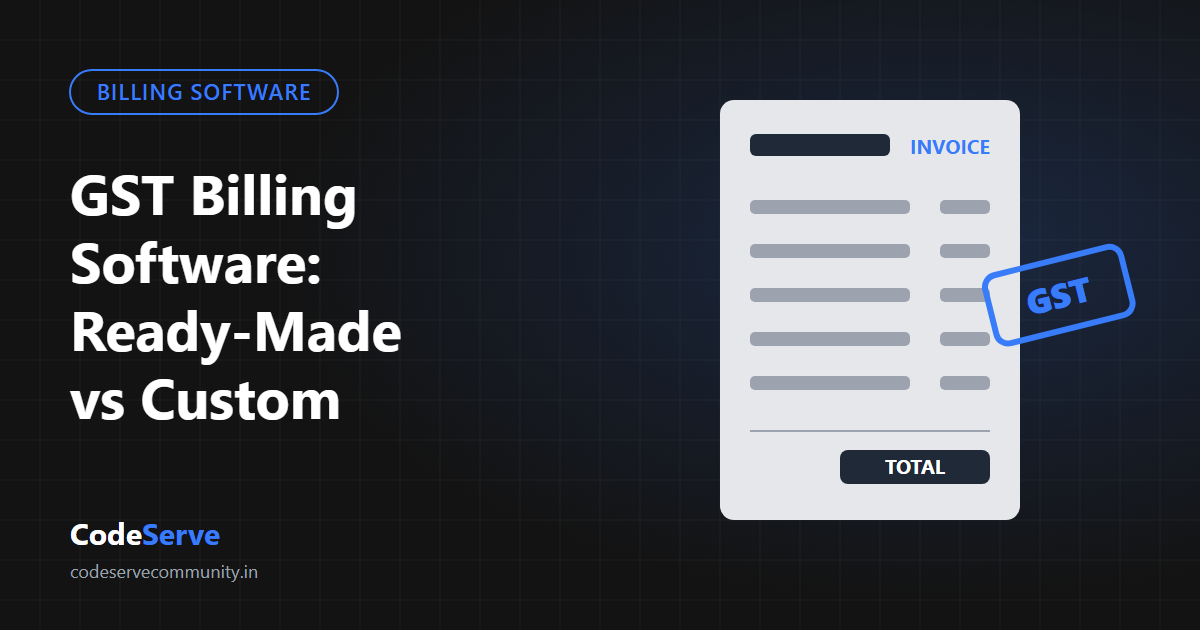 BILLING SOFTWARE
GST Billing
Software:
Ready-Made
vs Custom
CodeServe
codeservecommunity.in
INVOICE
GST
TOTAL